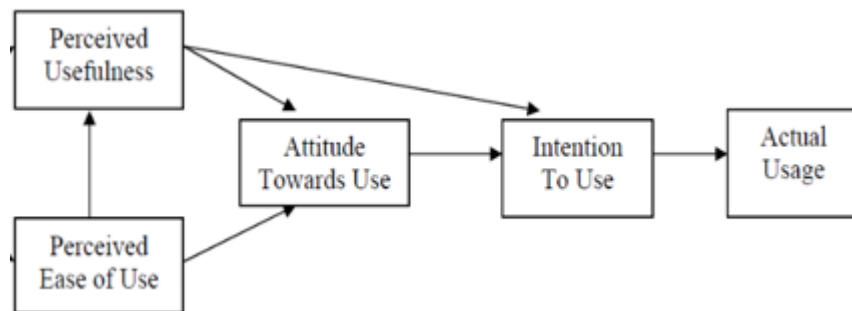 Perceived
Usefulness
Attitude
Towards Use
Intention
To Use
Actual
Usage
Perceived
Ease of Use